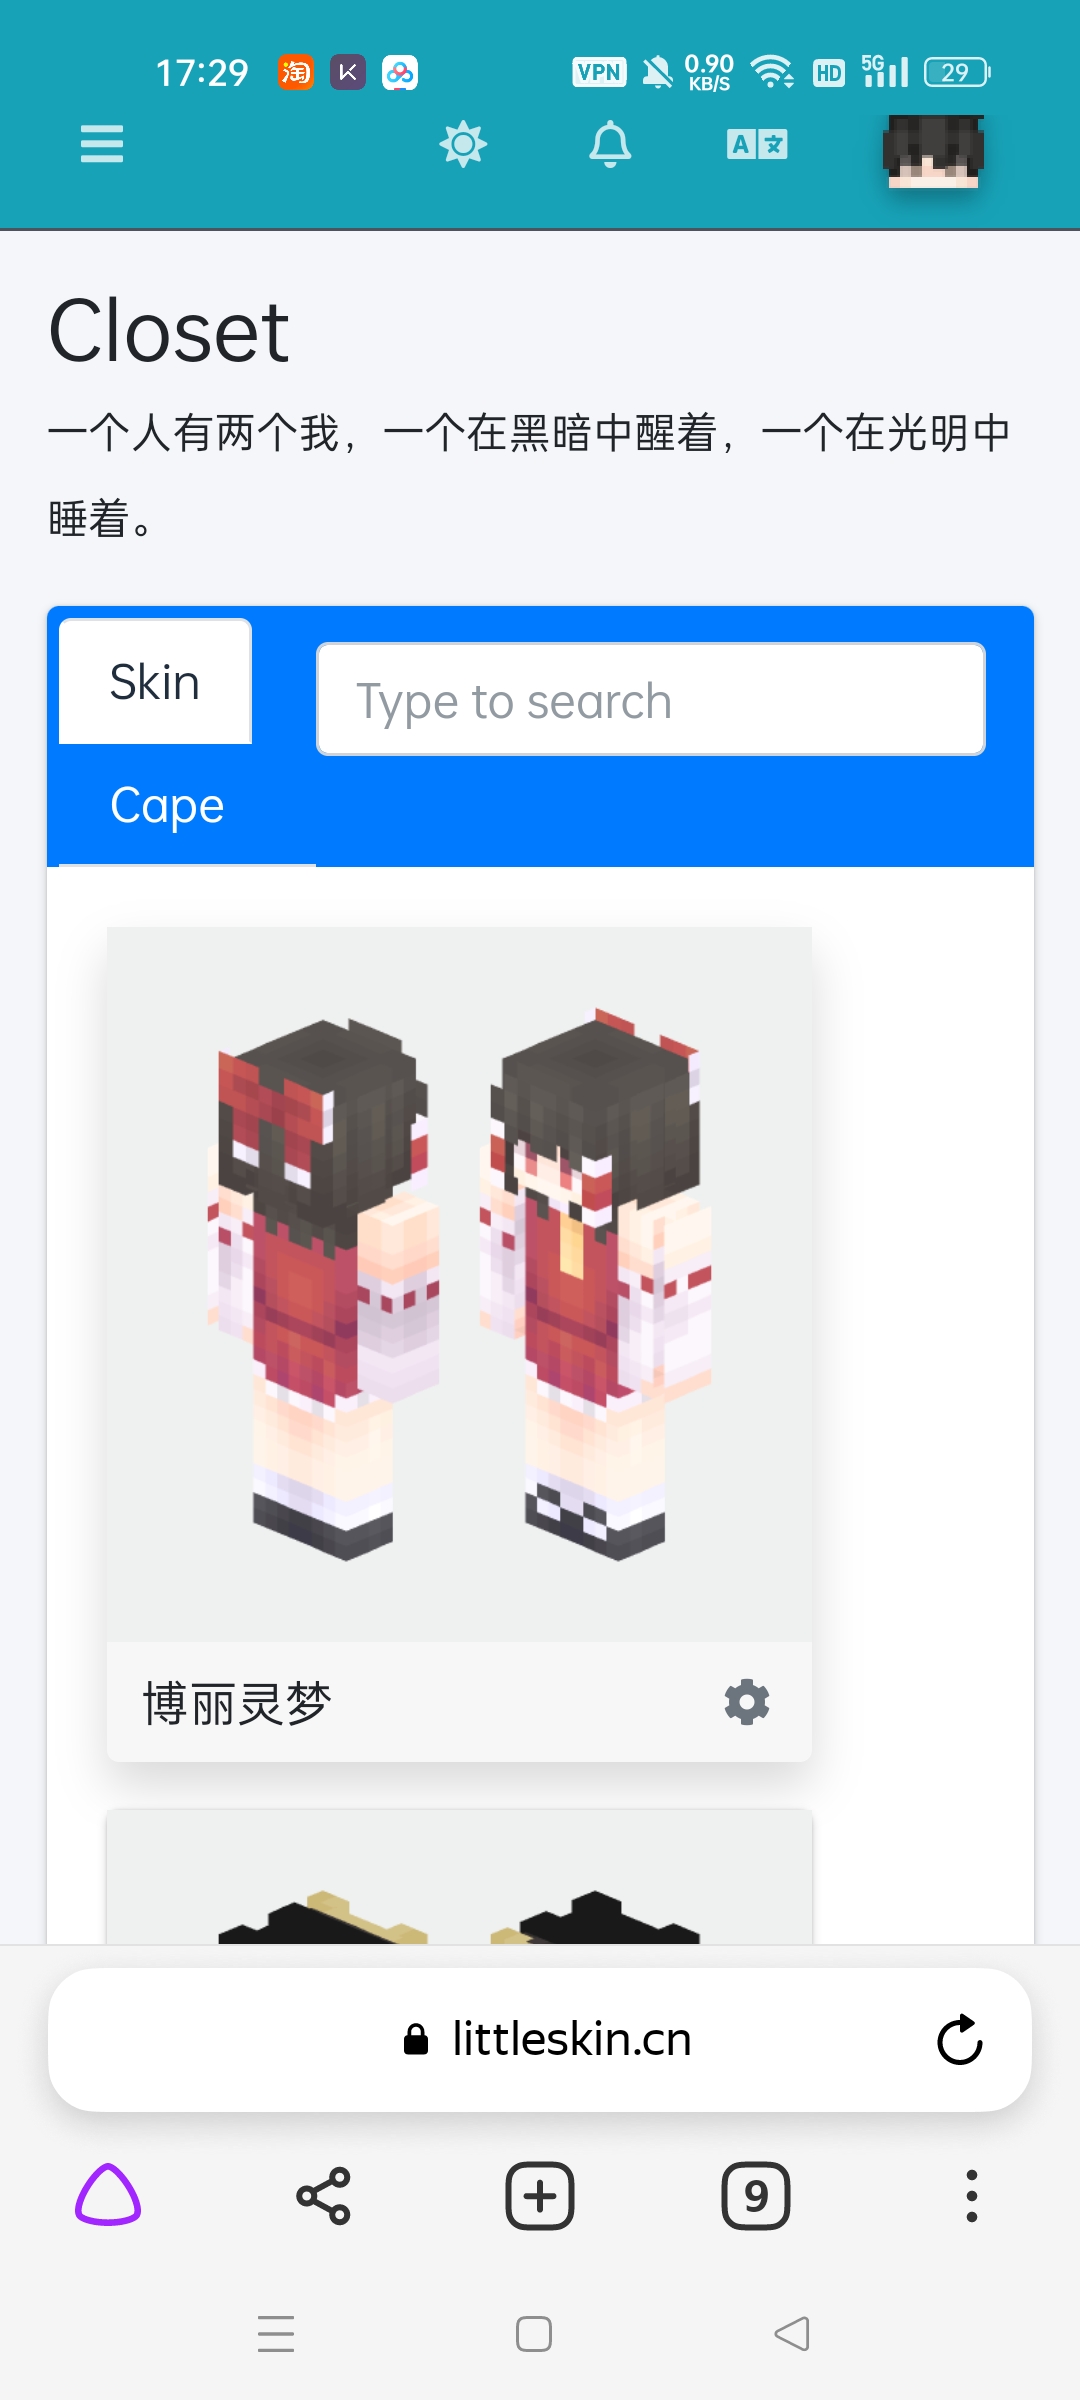 17:29 淘 VPN 0.90 KB/S HD 5G 29
A 文
Closet
一个人有两个我，一个在黑暗中醒着，一个在光明中
睡着。
Skin
Type to search
Cape
博丽灵梦
littleskin.cn
9